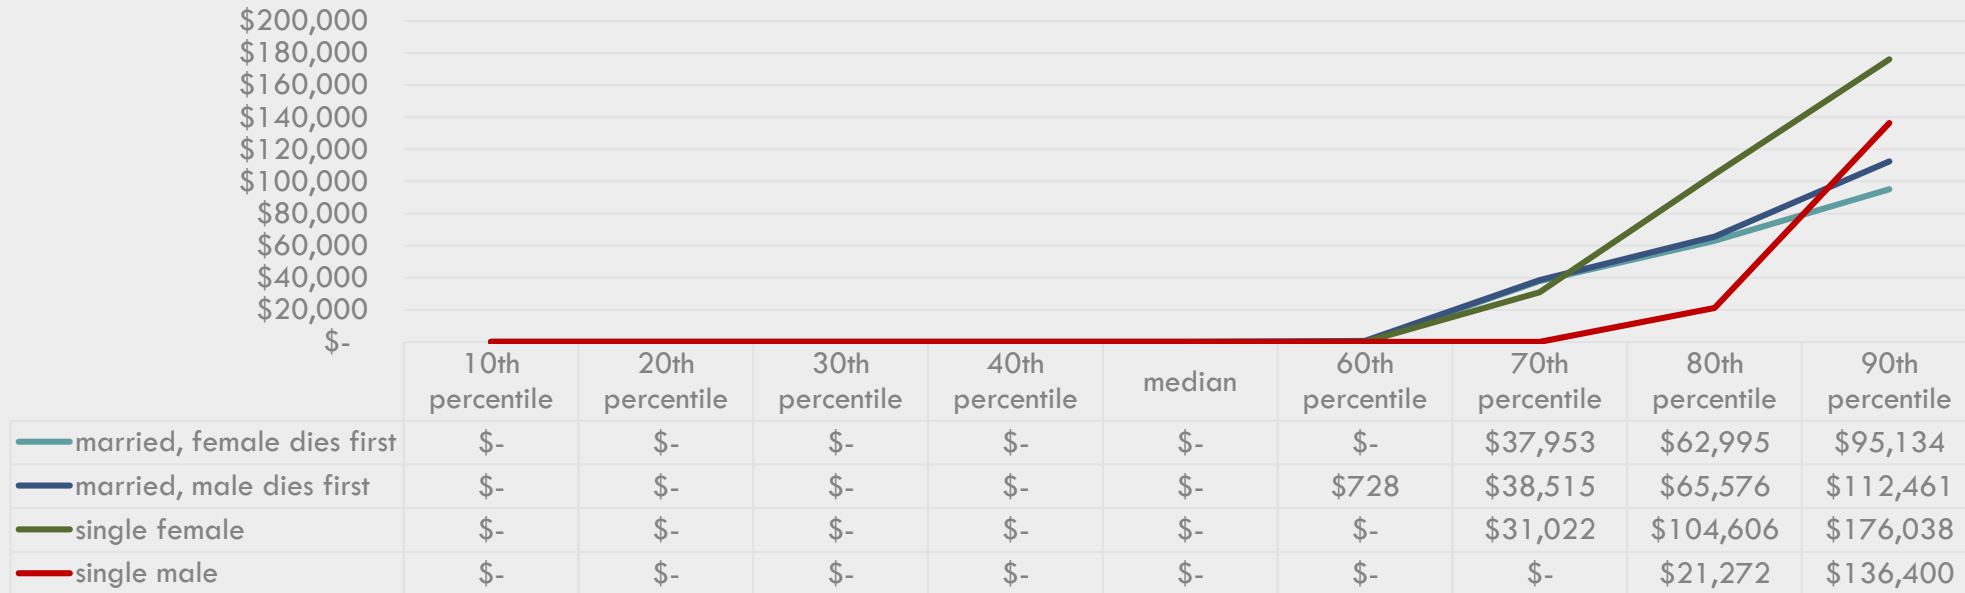 $200,000
$180,000
$160,000
$140,000
$120,000
$100,000
$80,000
$60,000
$40,000
$20,000
$-
10th percentile 20th percentile 30th percentile 40th percentile median 60th percentile 70th percentile 80th percentile 90th percentile
married, female dies first $- $- $- $- $- $- $37,953 $62,995 $95,134
married, male dies first $- $- $- $- $- $728 $38,515 $65,576 $112,461
single female $- $- $- $- $- $- $31,022 $104,606 $176,038
single male $- $- $- $- $- $- $- $21,272 $136,400